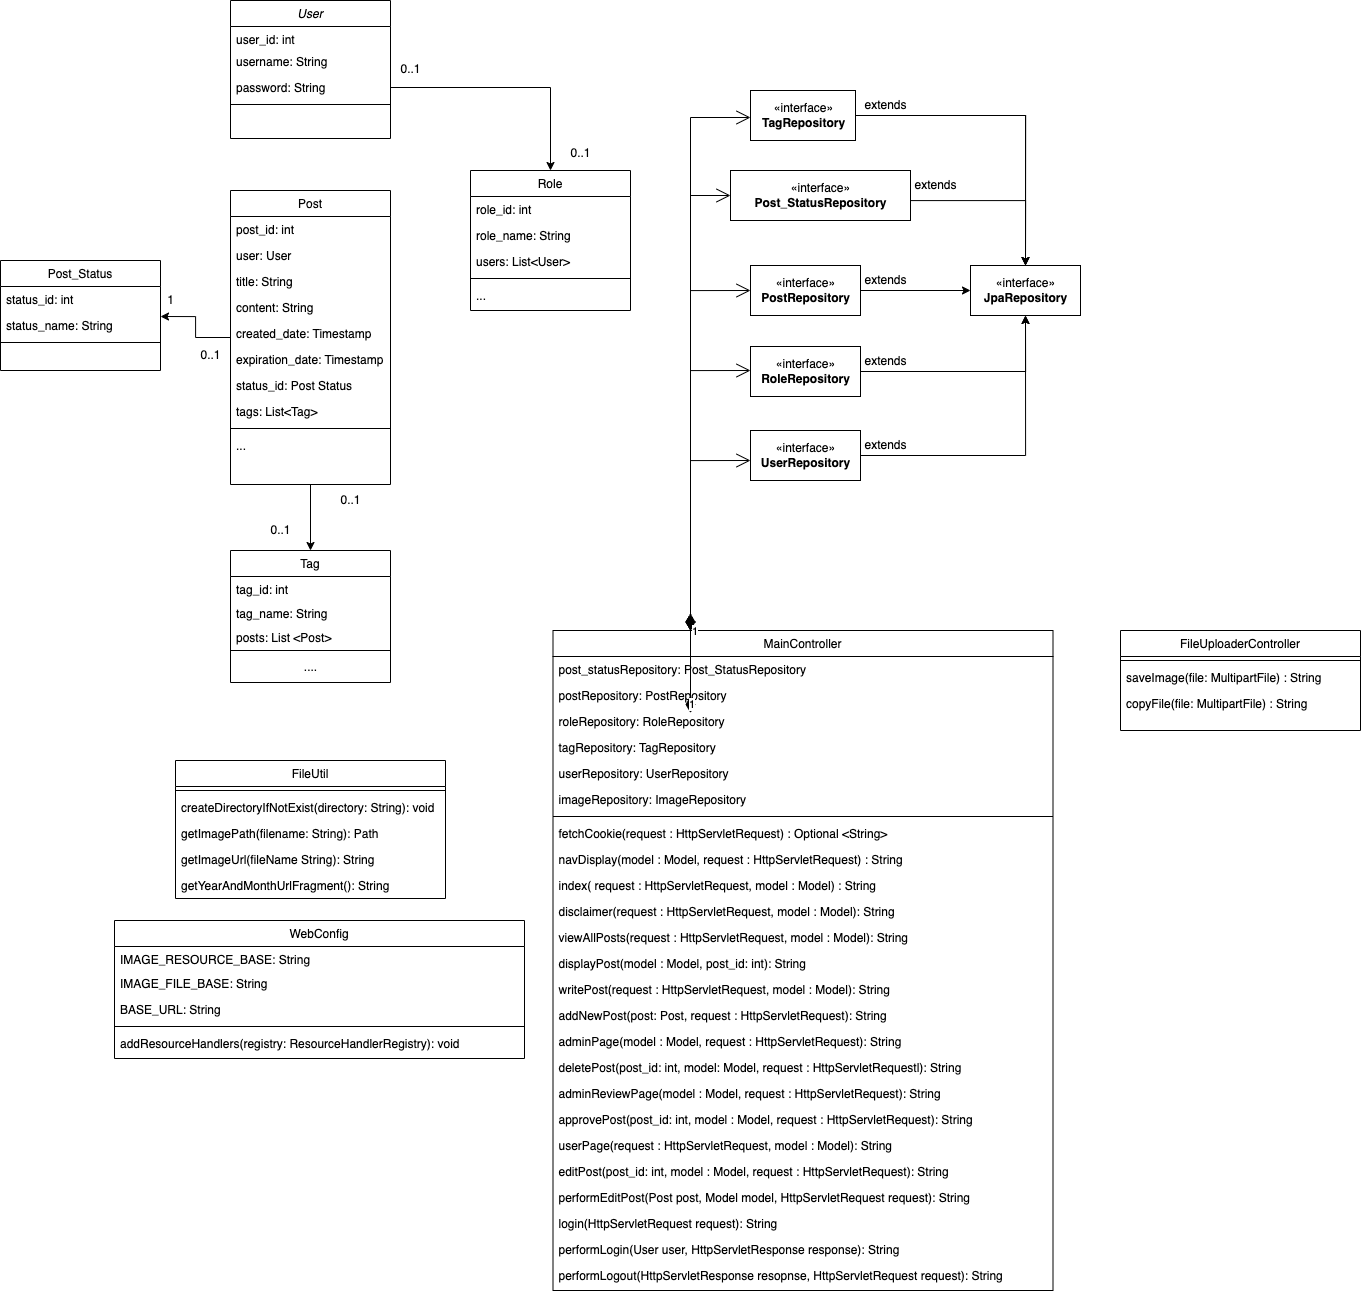 User
user_id: int
username: String
password: String
0..1
0..1
Role
role_id: int
role_name: String
users: List<User>
...
Post
post_id: int
user: User
title: String
content: String
created_date: Timestamp
expiration_date: Timestamp
status_id: Post Status
tags: List<Tag>
...
Post_Status
status_id: int
status_name: String
1
0..1
0..1
0..1
Tag
tag_id: int
tag_name: String
posts: List <Post>
....
«interface»
TagRepository
extends
«interface»
Post_StatusRepository
extends
«interface»
PostRepository
extends
«interface»
JpaRepository
«interface»
RoleRepository
extends
«interface»
UserRepository
extends
1
MainController
post_statusRepository: Post_StatusRepository
postRepository: PostRepository
1
roleRepository: RoleRepository
tagRepository: TagRepository
userRepository: UserRepository
imageRepository: ImageRepository
fetchCookie(request : HttpServletRequest) : Optional <String>
navDisplay(model : Model, request : HttpServletRequest) : String
index( request : HttpServletRequest, model : Model) : String
disclaimer(request : HttpServletRequest, model : Model): String
viewAllPosts(request : HttpServletRequest, model : Model): String
displayPost(model : Model, post_id: int): String
writePost(request : HttpServletRequest, model : Model): String
addNewPost(post: Post, request : HttpServletRequest): String
adminPage(model : Model, request : HttpServletRequest): String
deletePost(post_id: int, model: Model, request : HttpServletRequestl): String
adminReviewPage(model : Model, request : HttpServletRequest): String
approvePost(post_id: int, model : Model, request : HttpServletRequest): String
userPage(request : HttpServletRequest, model : Model): String
editPost(post_id: int, model : Model, request : HttpServletRequest): String
performEditPost(Post post, Model model, HttpServletRequest request): String
login(HttpServletRequest request): String
performLogin(User user, HttpServletResponse response): String
performLogout(HttpServletResponse resopnse, HttpServletRequest request): String
FileUploaderController
saveImage(file: MultipartFile) : String
copyFile(file: MultipartFile) : String
FileUtil
createDirectoryIfNotExist(directory: String): void
getImagePath(filename: String): Path
getImageUrl(fileName String): String
getYearAndMonthUrlFragment(): String
WebConfig
IMAGE_RESOURCE_BASE: String
IMAGE_FILE_BASE: String
BASE_URL: String
addResourceHandlers(registry: ResourceHandlerRegistry): void